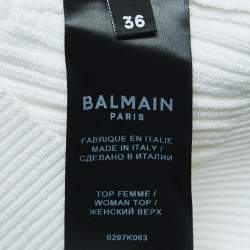 36
BALMAIN
PARIS
FABRIQUE EN ITALIE
MADE IN ITALY /
СДЕЛАНО В ИТАЛИИ
TOP FEMME /
WOMAN TOP /
ЖЕНСКИЙ ВЕРХ
0297K063